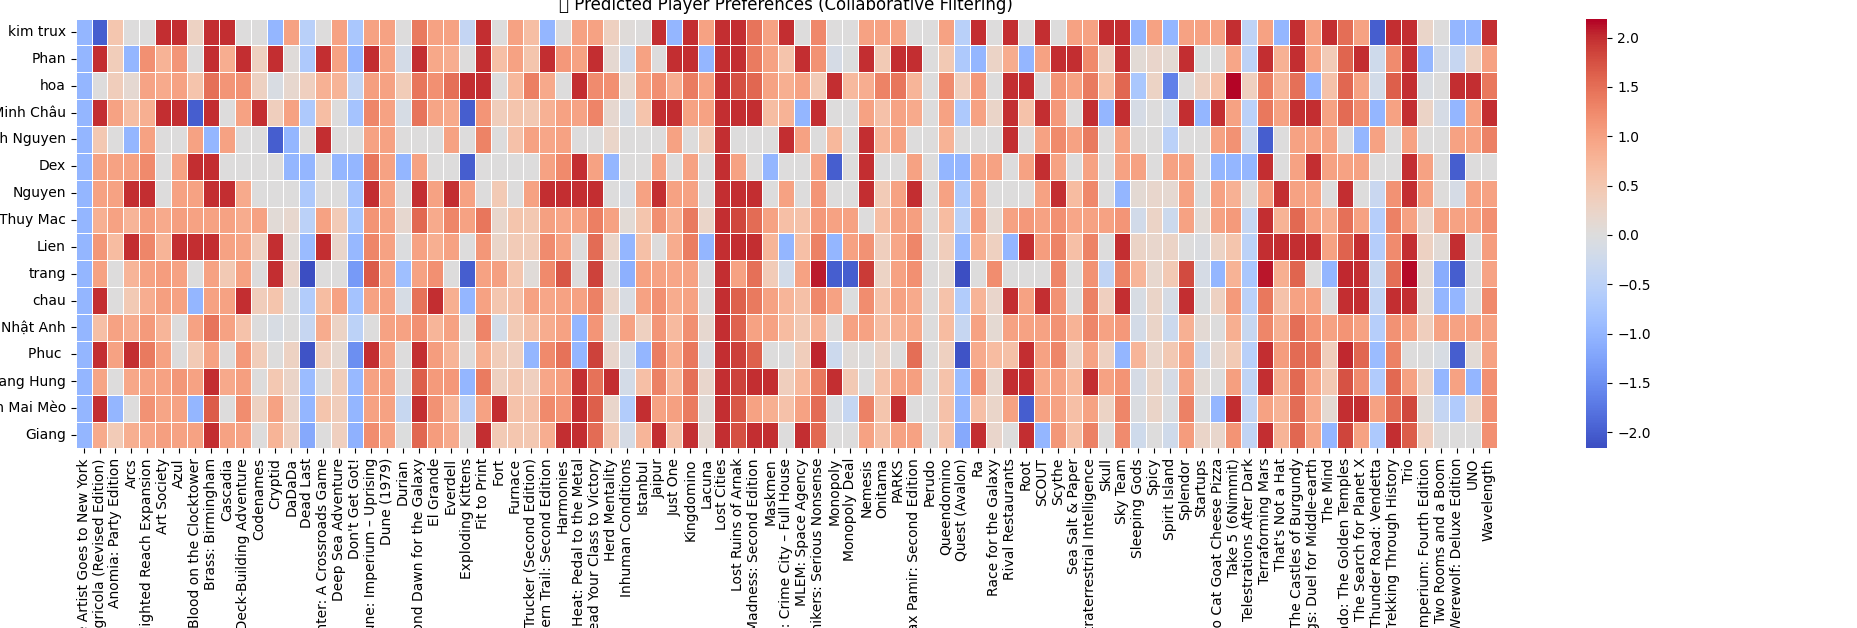 Predicted Player Preferences (Collaborative Filtering)
kim trux
Phan
hoa
Minh Châu
h Nguyen
Dex
Nguyen
Thuy Mac
Lien
trang
chau
Nhật Anh
Phuc
ang Hung
n Mai Mèo
Giang
2.0
1.5
1.0
0.5
0.0
−0.5
−1.0
−1.5
−2.0
Artist Goes to New York
gricola (Revised Edition)
Anomia: Party Edition
Arcs
ighted Reach Expansion
Art Society
Azul
Blood on the Clocktower
Brass: Birmingham
Cascadia
Deck-Building Adventure
Codenames
Cryptid
DaDaDa
Dead Last
nter: A Crossroads Game
Deep Sea Adventure
Don't Get Got!
une: Imperium – Uprising
Dune (1979)
Durian
ond Dawn for the Galaxy
El Grande
Everdell
Exploding Kittens
Fit to Print
Fort
Furnace
Trucker (Second Edition)
ern Trail: Second Edition
Harmonies
Heat: Pedal to the Metal
ead Your Class to Victory
Herd Mentality
Inhuman Conditions
Istanbul
Jaipur
Just One
Kingdomino
Lacuna
Lost Cities
Lost Ruins of Arnak
Madness: Second Edition
Maskmen
: Crime City – Full House
MLEM: Space Agency
nikers: Serious Nonsense
Monopoly
Monopoly Deal
Nemesis
Onitama
PARKS
ax Pamir: Second Edition
Perudo
Queendomino
Quest (Avalon)
Ra
Race for the Galaxy
Rival Restaurants
Root
SCOUT
Scythe
Sea Salt & Paper
traterrestrial Intelligence
Skull
Sky Team
Sleeping Gods
Spicy
Spirit Island
Splendor
Startups
o Cat Goat Cheese Pizza
Take 5 (6Nimmit)
Telestrations After Dark
Terraforming Mars
That's Not a Hat
The Castles of Burgundy
gs: Duel for Middle-earth
The Mind
ndo: The Golden Temples
The Search for Planet X
Thunder Road: Vendetta
Trekking Through History
Trio
mperium: Fourth Edition
Two Rooms and a Boom
Werewolf: Deluxe Edition
UNO
Wavelength